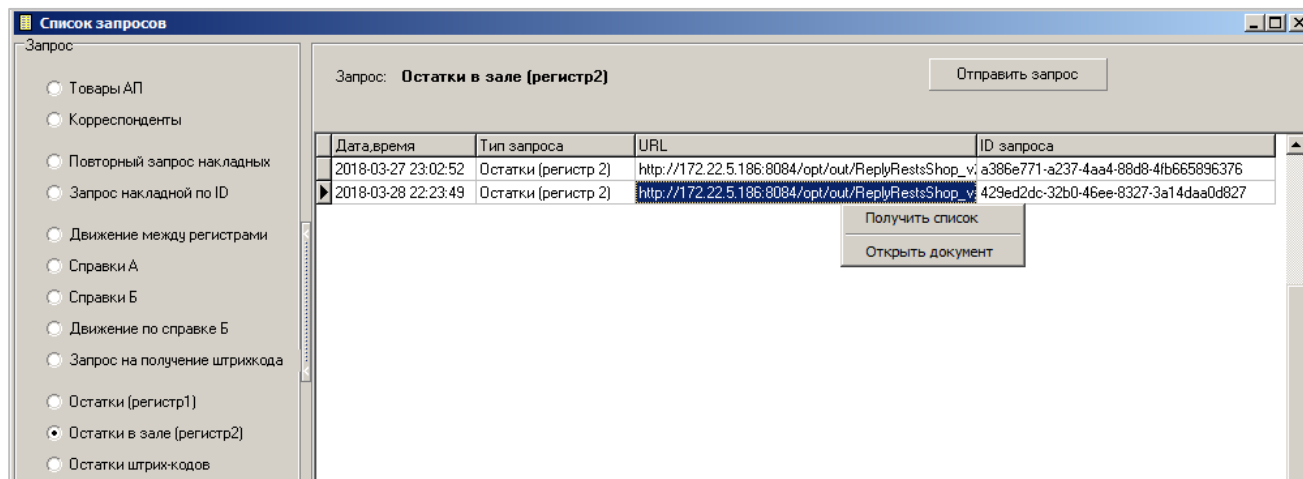 Список запросов
Запрос
Товары АП
Корреспонденты
Повторный запрос накладных
Запрос накладной по ID
Движение между регистрами
Справки А
Справки Б
Движение по справке Б
Запрос на получение штрихкода
Остатки (регистр1)
Остатки в зале (регистр2)
Остатки штрих-кодов
Запрос: Остатки в зале (регистр2)
Отправить запрос
Дата,время Тип запроса URL ID запроса
2018-03-27 23:02:52 Остатки (регистр 2) http://172.22.5.186:8084/opt/out/ReplyRestsShop_v a386e771-a237-4aa4-88d8-4fb665896376
2018-03-28 22:23:49 Остатки (регистр 2) http://172.22.5.186:8084/opt/out/ReplyRestsShop_v 429ed2dc-32b0-46ee-8327-3a14daa0d827
Получить список
Открыть документ